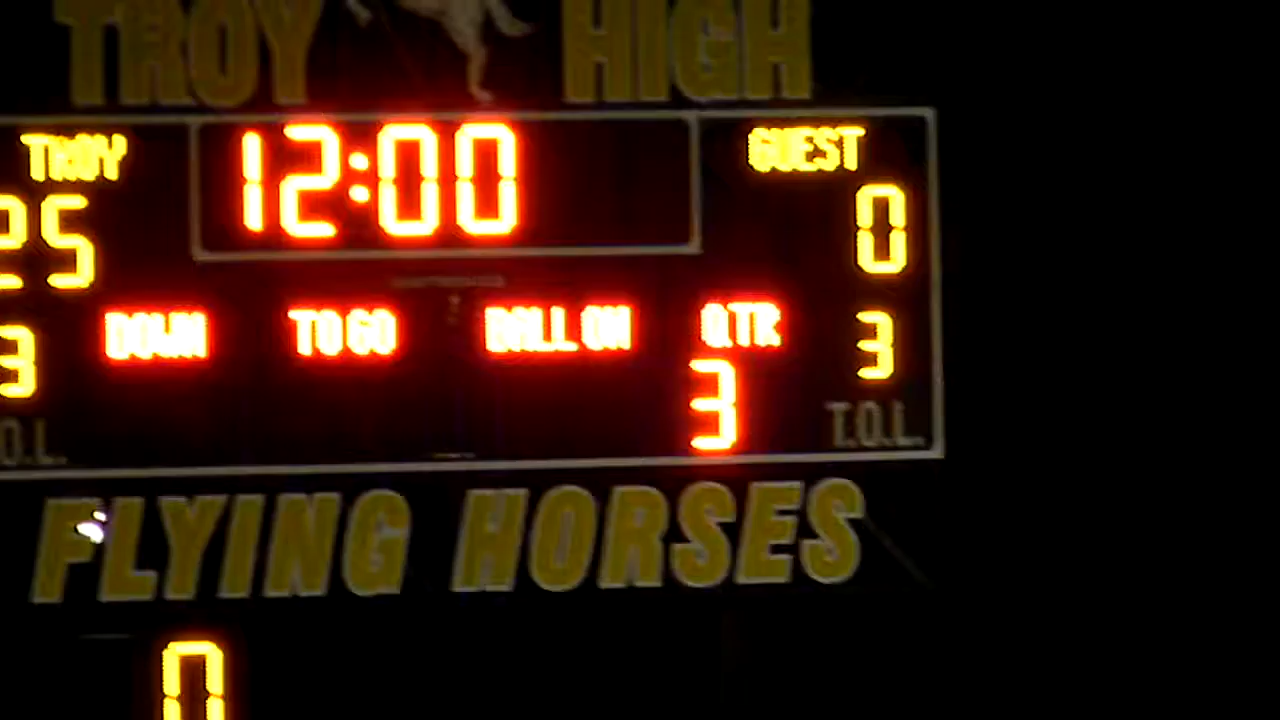 TROY HIGH
TROY 12:00 GUEST
25 0
DOWN TO GO BALL ON QTR
3 3 3
O.L. T.O.L.
FLYING HORSES
0